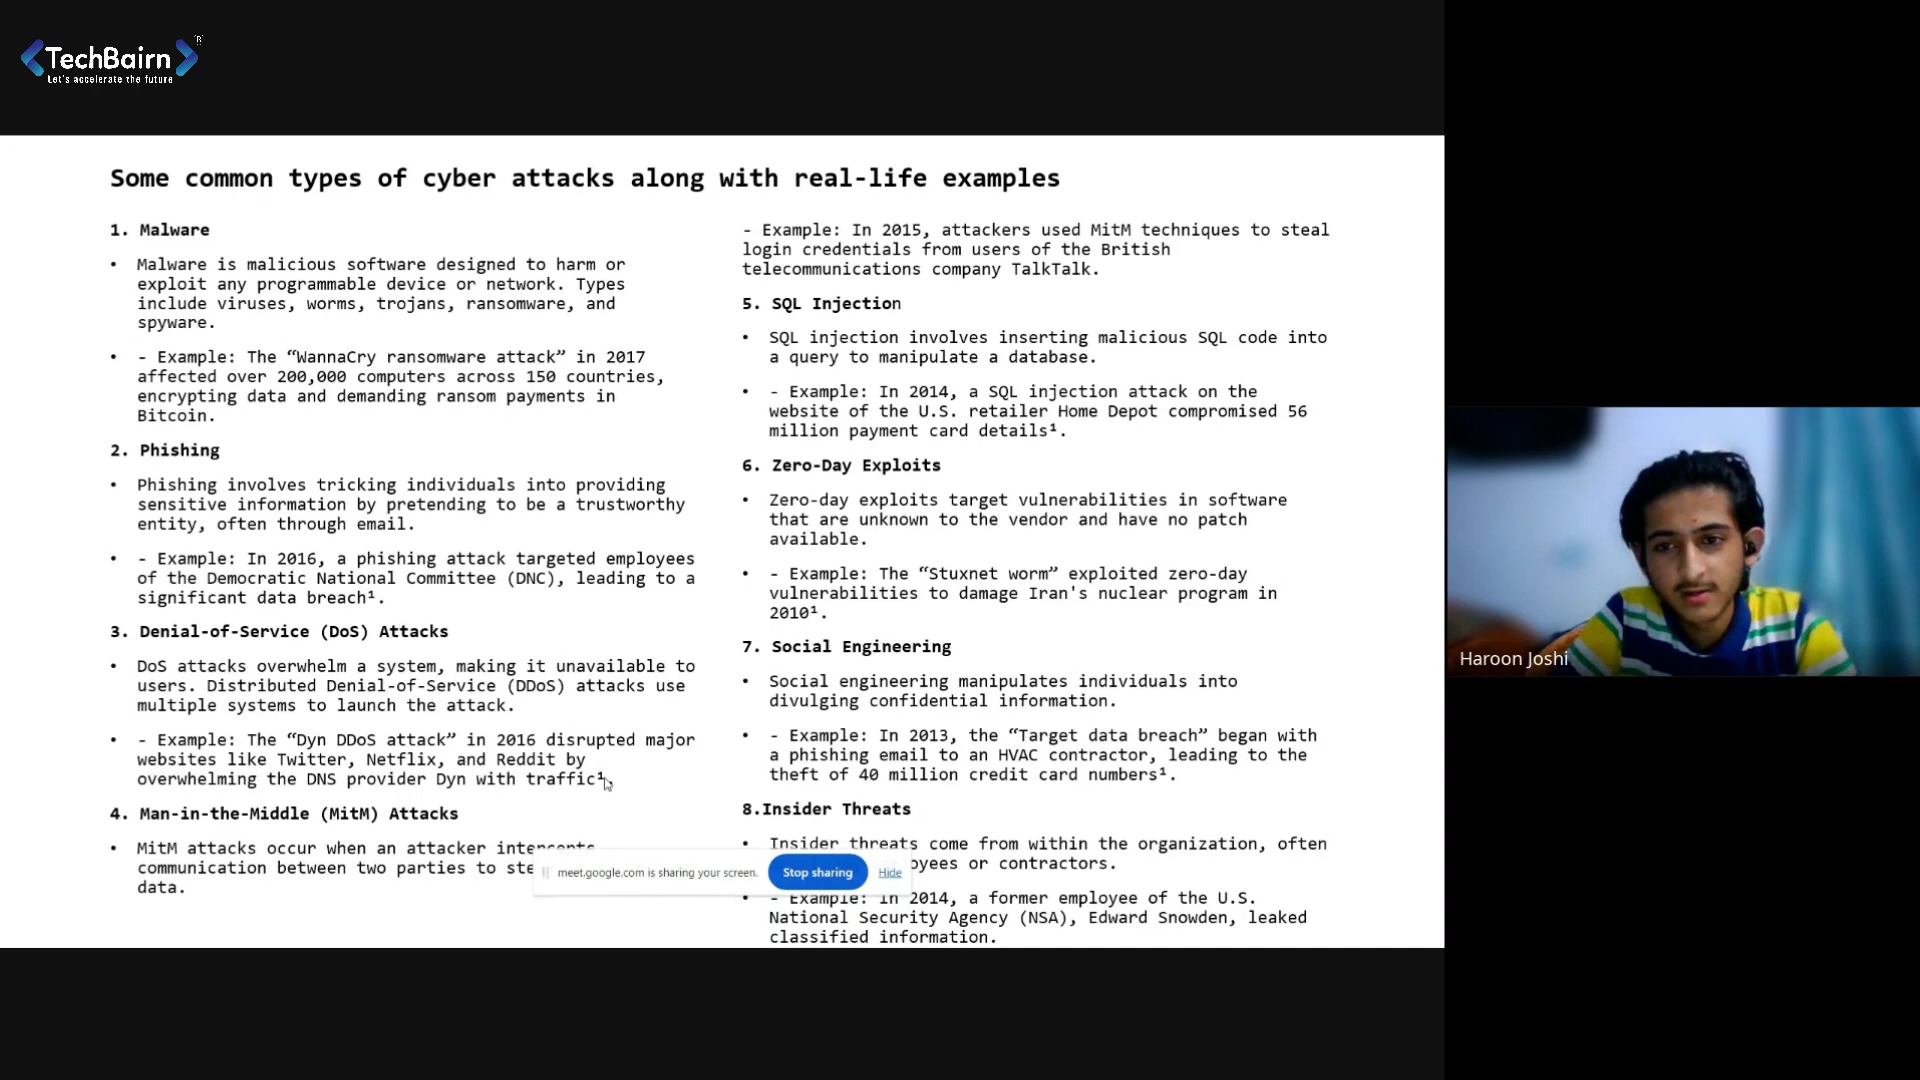 TechBairn
Let's accelerate the future
Some common types of cyber attacks along with real-life examples
1. Malware
• Malware is malicious software designed to harm or
exploit any programmable device or network. Types
include viruses, worms, trojans, ransomware, and
spyware.
• - Example: The “WannaCry ransomware attack” in 2017
affected over 200,000 computers across 150 countries,
encrypting data and demanding ransom payments in
Bitcoin.
2. Phishing
• Phishing involves tricking individuals into providing
sensitive information by pretending to be a trustworthy
entity, often through email.
• - Example: In 2016, a phishing attack targeted employees
of the Democratic National Committee (DNC), leading to a
significant data breach¹.
3. Denial-of-Service (DoS) Attacks
• DoS attacks overwhelm a system, making it unavailable to
users. Distributed Denial-of-Service (DDoS) attacks use
multiple systems to launch the attack.
• - Example: The “Dyn DDoS attack” in 2016 disrupted major
websites like Twitter, Netflix, and Reddit by
overwhelming the DNS provider Dyn with traffic¹.
4. Man-in-the-Middle (MitM) Attacks
• MitM attacks occur when an attacker intercepts
communication between two parties to
data.
- Example: In 2015, attackers used MitM techniques to steal
login credentials from users of the British
telecommunications company TalkTalk.
5. SQL Injection
• SQL injection involves inserting malicious SQL code into
a query to manipulate a database.
• - Example: In 2014, a SQL injection attack on the
website of the U.S. retailer Home Depot compromised 56
million payment card details¹.
6. Zero-Day Exploits
• Zero-day exploits target vulnerabilities in software
that are unknown to the vendor and have no patch
available.
• - Example: The “Stuxnet worm” exploited zero-day
vulnerabilities to damage Iran's nuclear program in
2010¹.
7. Social Engineering
• Social engineering manipulates individuals into
divulging confidential information.
• - Example: In 2013, the “Target data breach” began with
a phishing email to an HVAC contractor, leading to the
theft of 40 million credit card numbers¹.
8.Insider Threats
• Insider threats come from within the organization, often
or contractors.
• - Example: In 2014, a former employee of the U.S.
National Security Agency (NSA), Edward Snowden, leaked
classified information.
meet.google.com is sharing your screen.
Stop sharing
Hide
Haroon Joshi